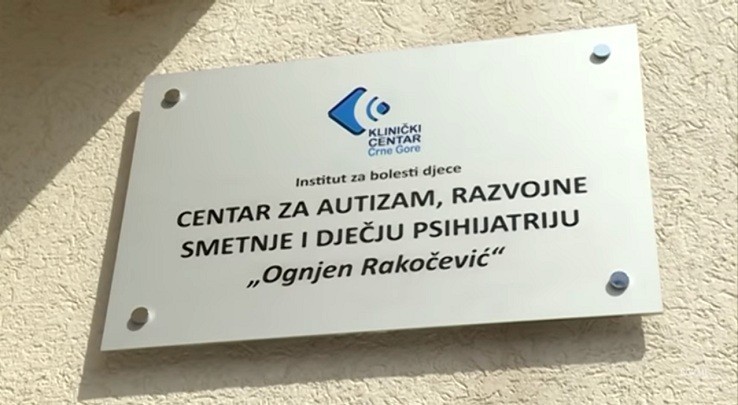 KLINIČKI
CENTAR
Crne Gore
Institut za bolesti djece
CENTAR ZA AUTIZAM, RAZVOJNE
SMETNJE I DJEČJU PSIHIJATRIJU
„Ognjen Rakočević“